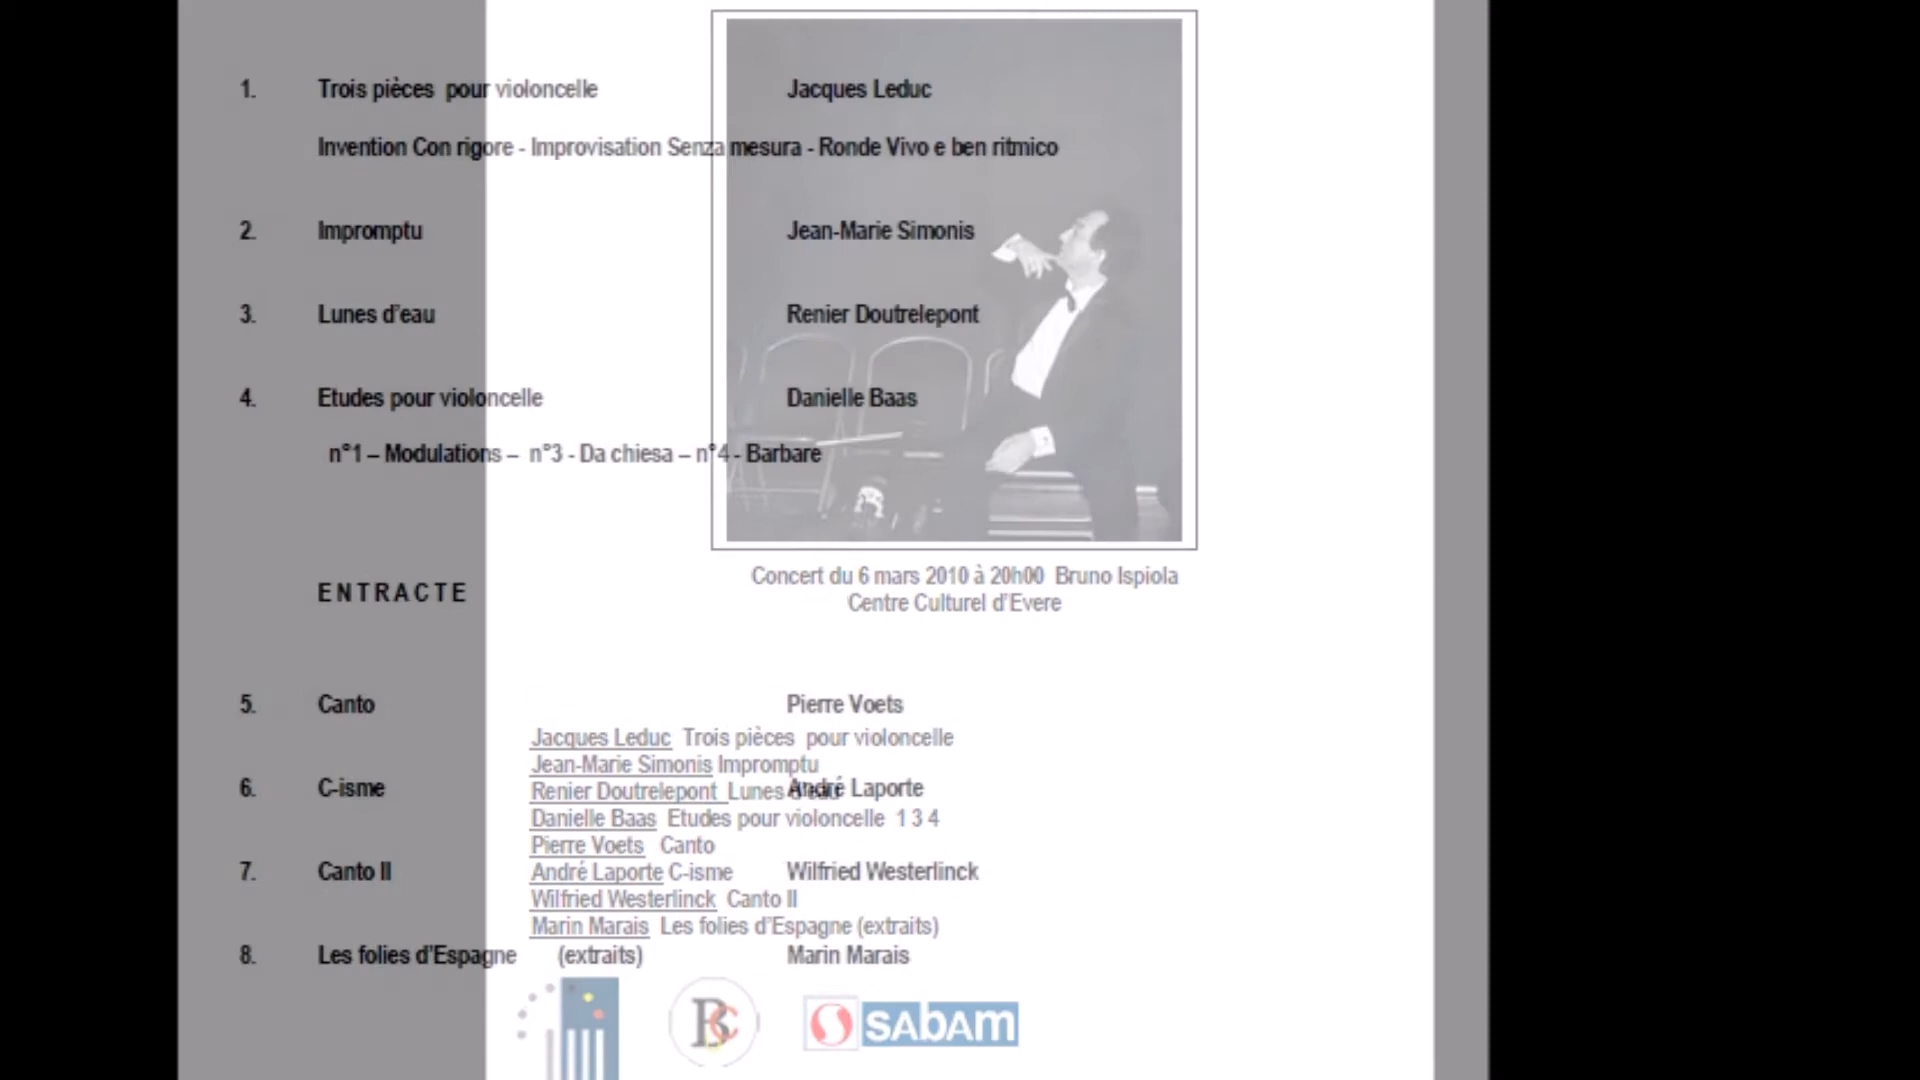 1. Trois pièces pour violoncelle Jacques Leduc
Invention Con rigore - Improvisation Senza mesura - Ronde Vivo e ben ritmico
2. Impromptu Jean-Marie Simonis
3. Lunes d'eau Renier Doutrelepont
4. Etudes pour violoncelle Danielle Baas
n°1 – Modulations – n°3 - Da chiesa – n°4 - Barbare
Concert du 6 mars 2010 à 20h00 Bruno Ispiola
Centre Culturel d'Evere
ENTRACTE
5. Canto Pierre Voets
6. C-isme André Laporte
7. Canto II Wilfried Westerlinck
8. Les folies d'Espagne (extraits) Marin Marais
Jacques Leduc Trois pièces pour violoncelle
Jean-Marie Simonis Impromptu
Renier Doutrelepont Lunes d'eau
Danielle Baas Etudes pour violoncelle 1 3 4
Pierre Voets Canto
André Laporte C-isme
Wilfried Westerlinck Canto II
Marin Marais Les folies d'Espagne (extraits)
BC
sabam